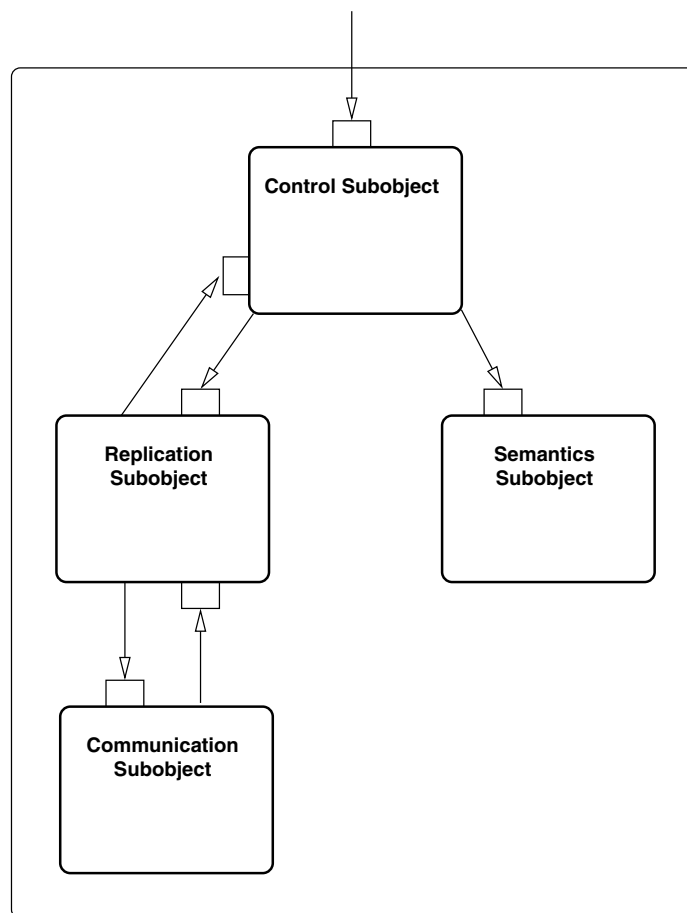 Control Subobject
Replication
Subobject
Semantics
Subobject
Communication
Subobject